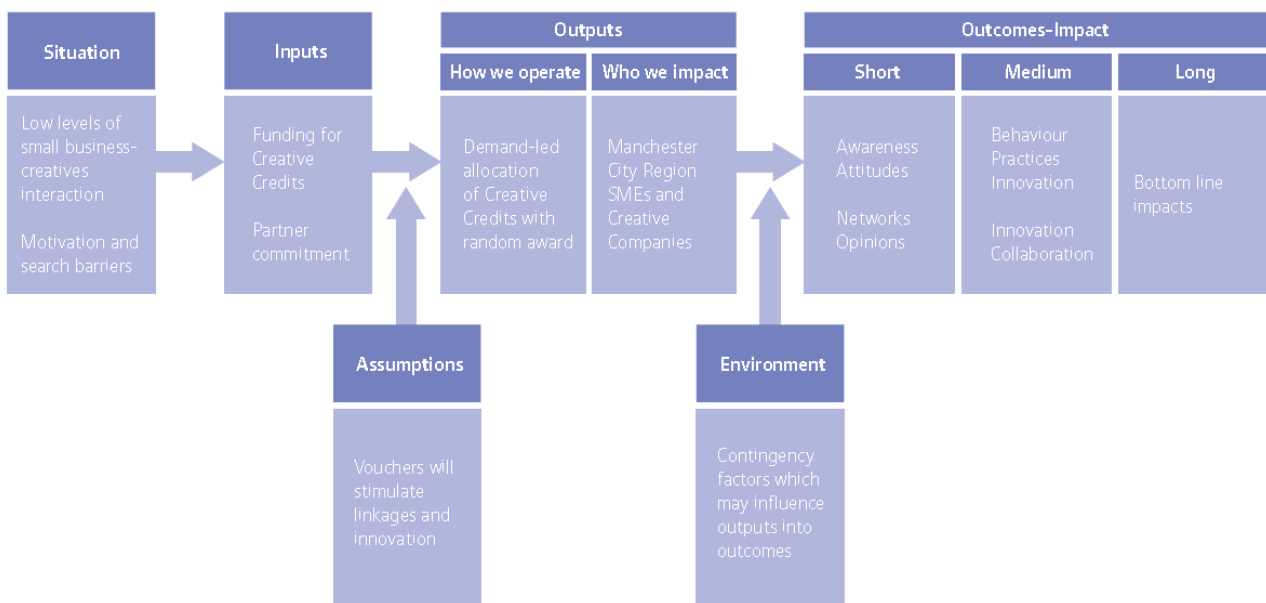 Situation
Low levels of
small business-
creatives
interaction
Motivation and
search barriers
Inputs
Funding for
Creative
Credits
Partner
commitment
Outputs
How we operate
Demand-led
allocation
of Creative
Credits with
random award
Who we impact
Manchester
City Region
SMEs and
Creative
Companies
Outcomes-Impact
Short
Awareness
Attitudes
Networks
Opinions
Medium
Behaviour
Practices
Innovation
Innovation
Collaboration
Long
Bottom line
impacts
Assumptions
Vouchers will
stimulate
linkages and
innovation
Environment
Contingency
factors which
may influence
outputs into
outcomes